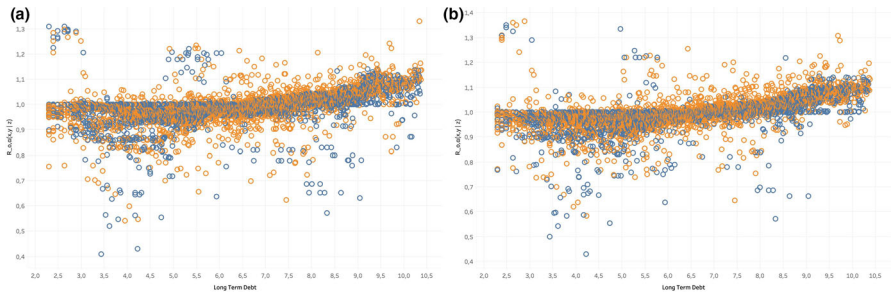 (a)
1,3
1,2
1,1
1,0
0,9
0,8
0,7
0,6
0,5
0,4
R_o,α(x,y | z)
2,0 2,5 3,0 3,5 4,0 4,5 5,0 5,5 6,0 6,5 7,0 7,5 8,0 8,5 9,0 9,5 10,0 10,5
Long Term Debt
(b)
1,4
1,3
1,2
1,1
1,0
0,9
0,8
0,7
0,6
0,5
0,4
R_o,α(x,y | z)
2,0 2,5 3,0 3,5 4,0 4,5 5,0 5,5 6,0 6,5 7,0 7,5 8,0 8,5 9,0 9,5 10,0 10,5
Long Term Debt